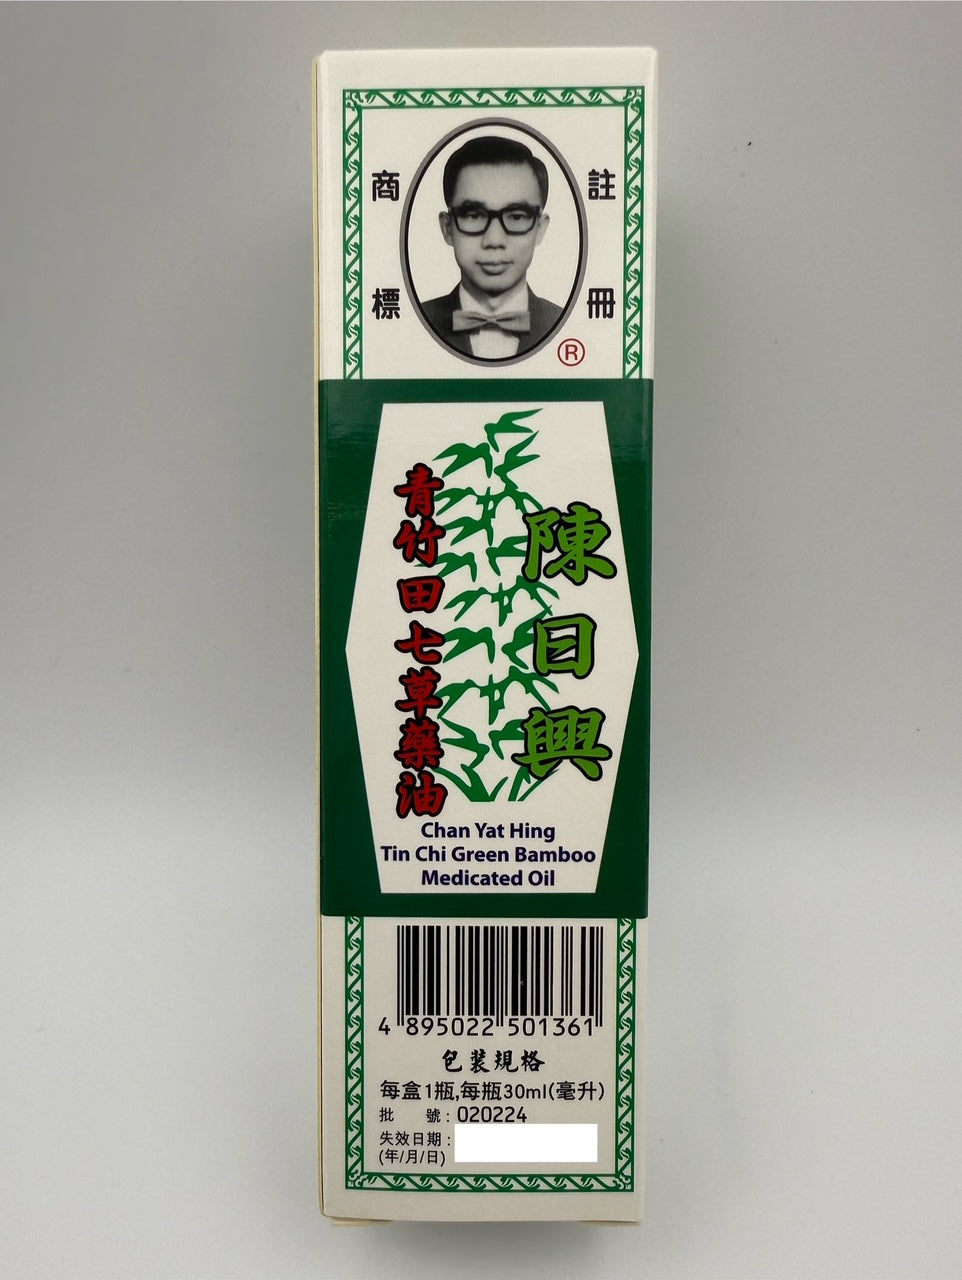 註冊
商標
®
陳日興
青竹田七草藥油
Chan Yat Hing
Tin Chi Green Bamboo
Medicated Oil
4 895022 501361
包裝規格
每盒1瓶,每瓶30ml(毫升)
批 號: 020224
失效日期:
(年/月/日)